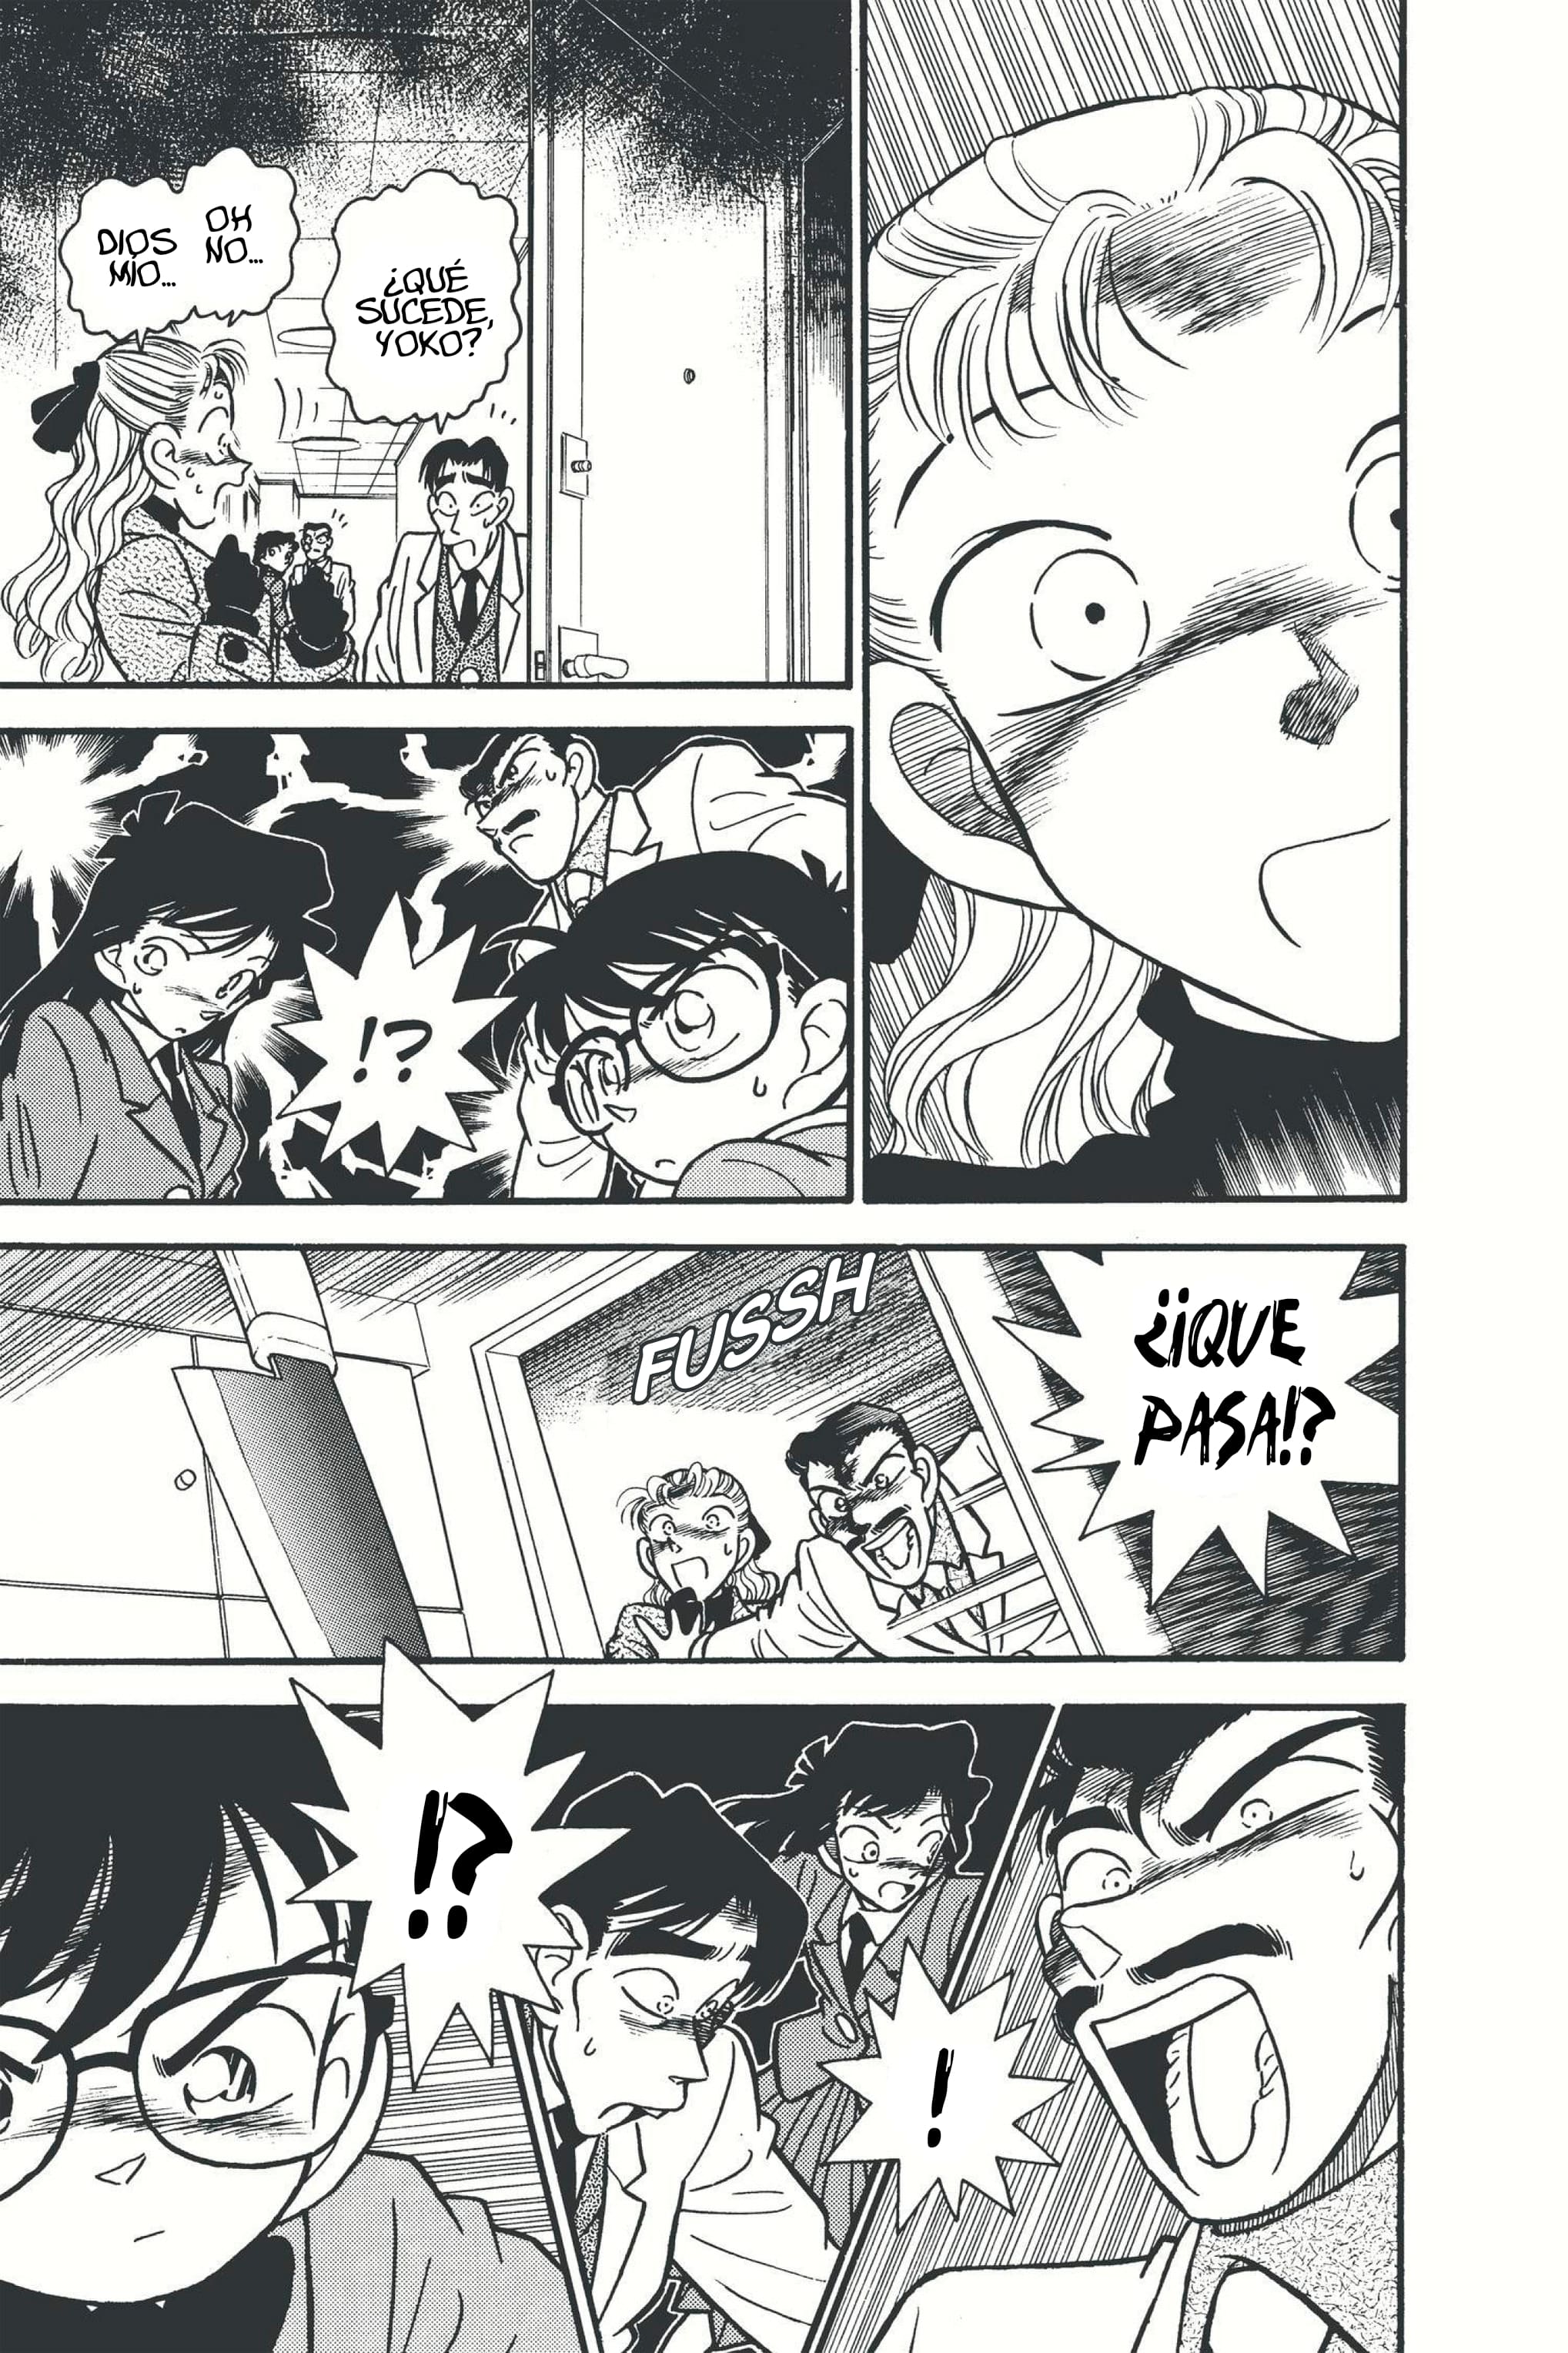 ¿QUÉ
SUCEDE,
YOKO?
OH
NO...
DIOS
MÍO...
!?
¿¡QUE
PASA!?
FUSSH
!
!?